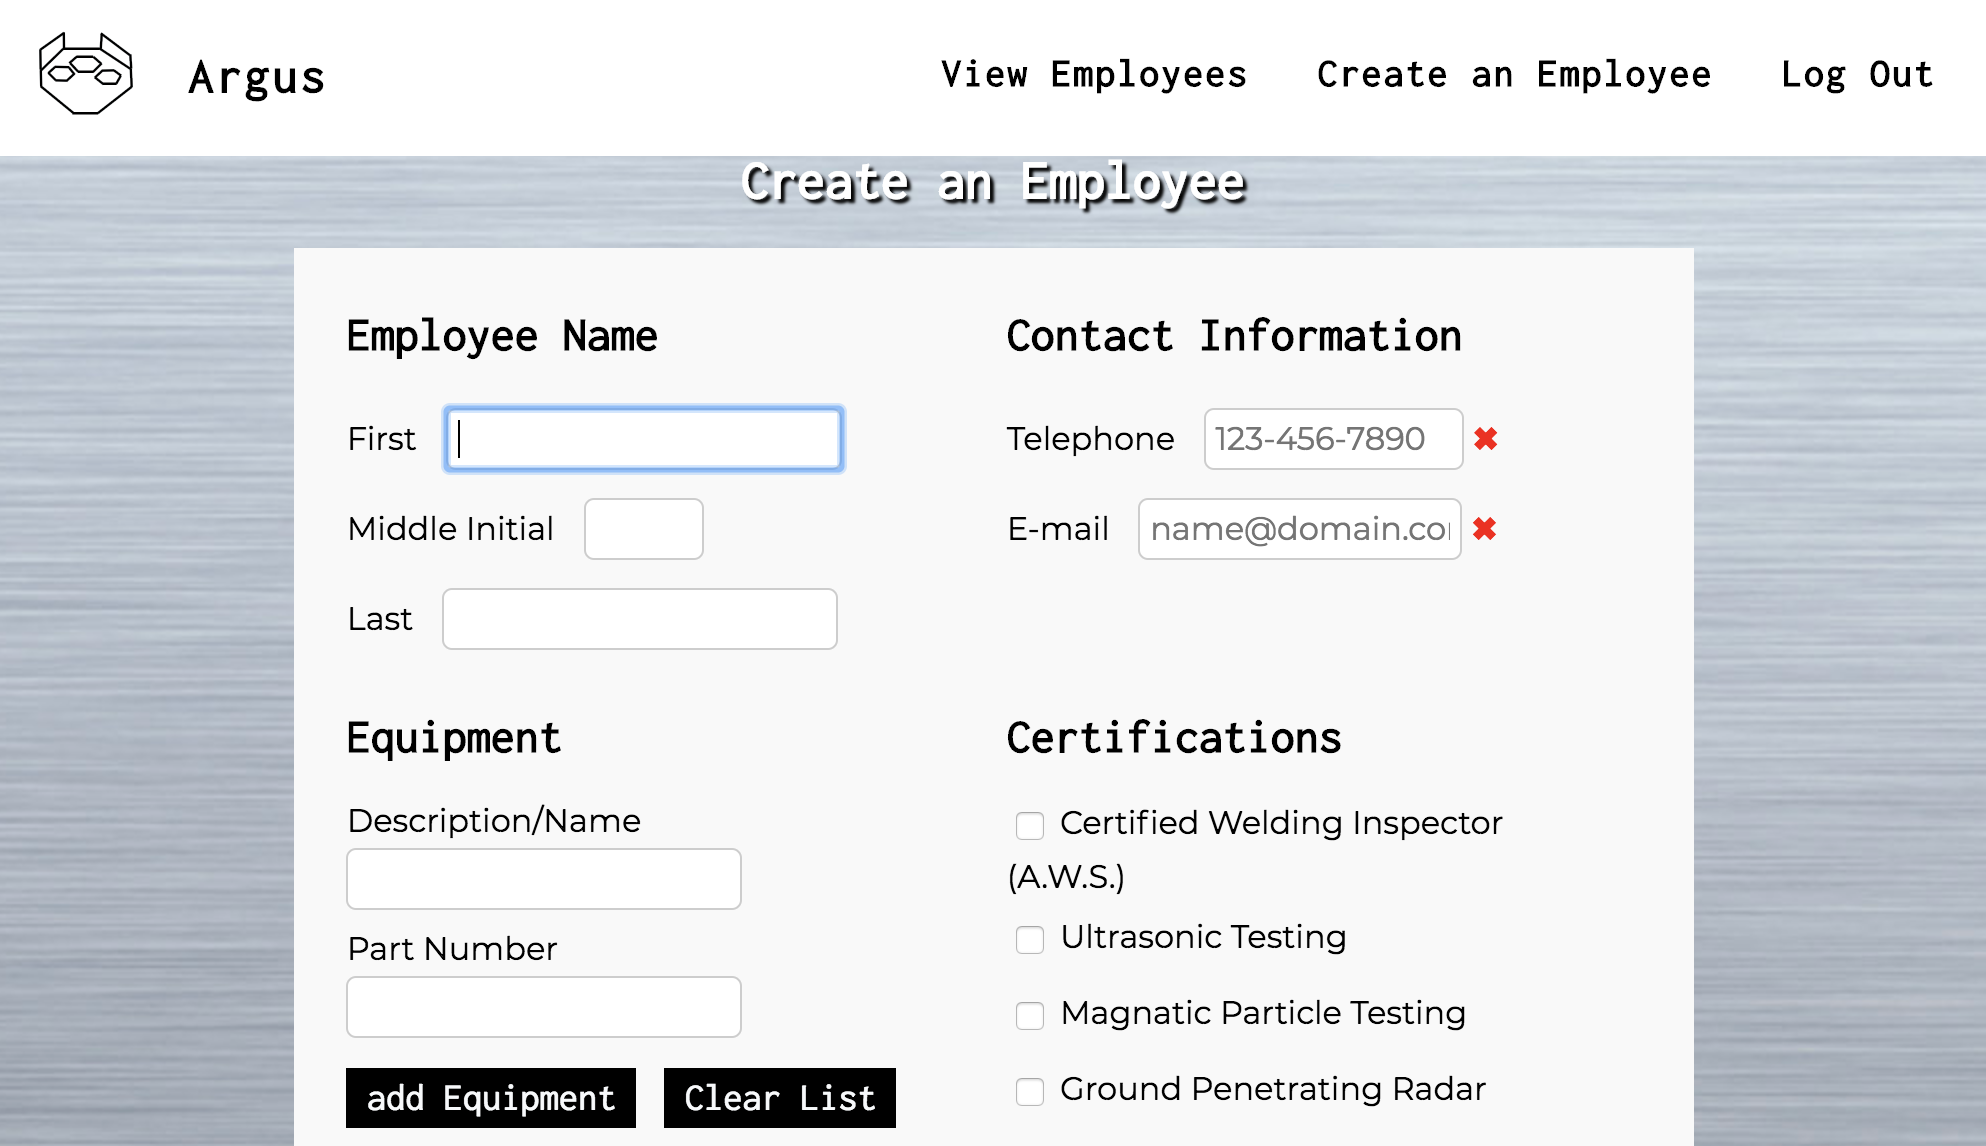 Argus
View Employees
Create an Employee
Log Out
Create an Employee
Employee Name
First
Middle Initial
Last
Contact Information
Telephone 123-456-7890 ✖
E-mail name@domain.co ✖
Equipment
Description/Name
Part Number
add Equipment
Clear List
Certifications
Certified Welding Inspector
(A.W.S.)
Ultrasonic Testing
Magnatic Particle Testing
Ground Penetrating Radar